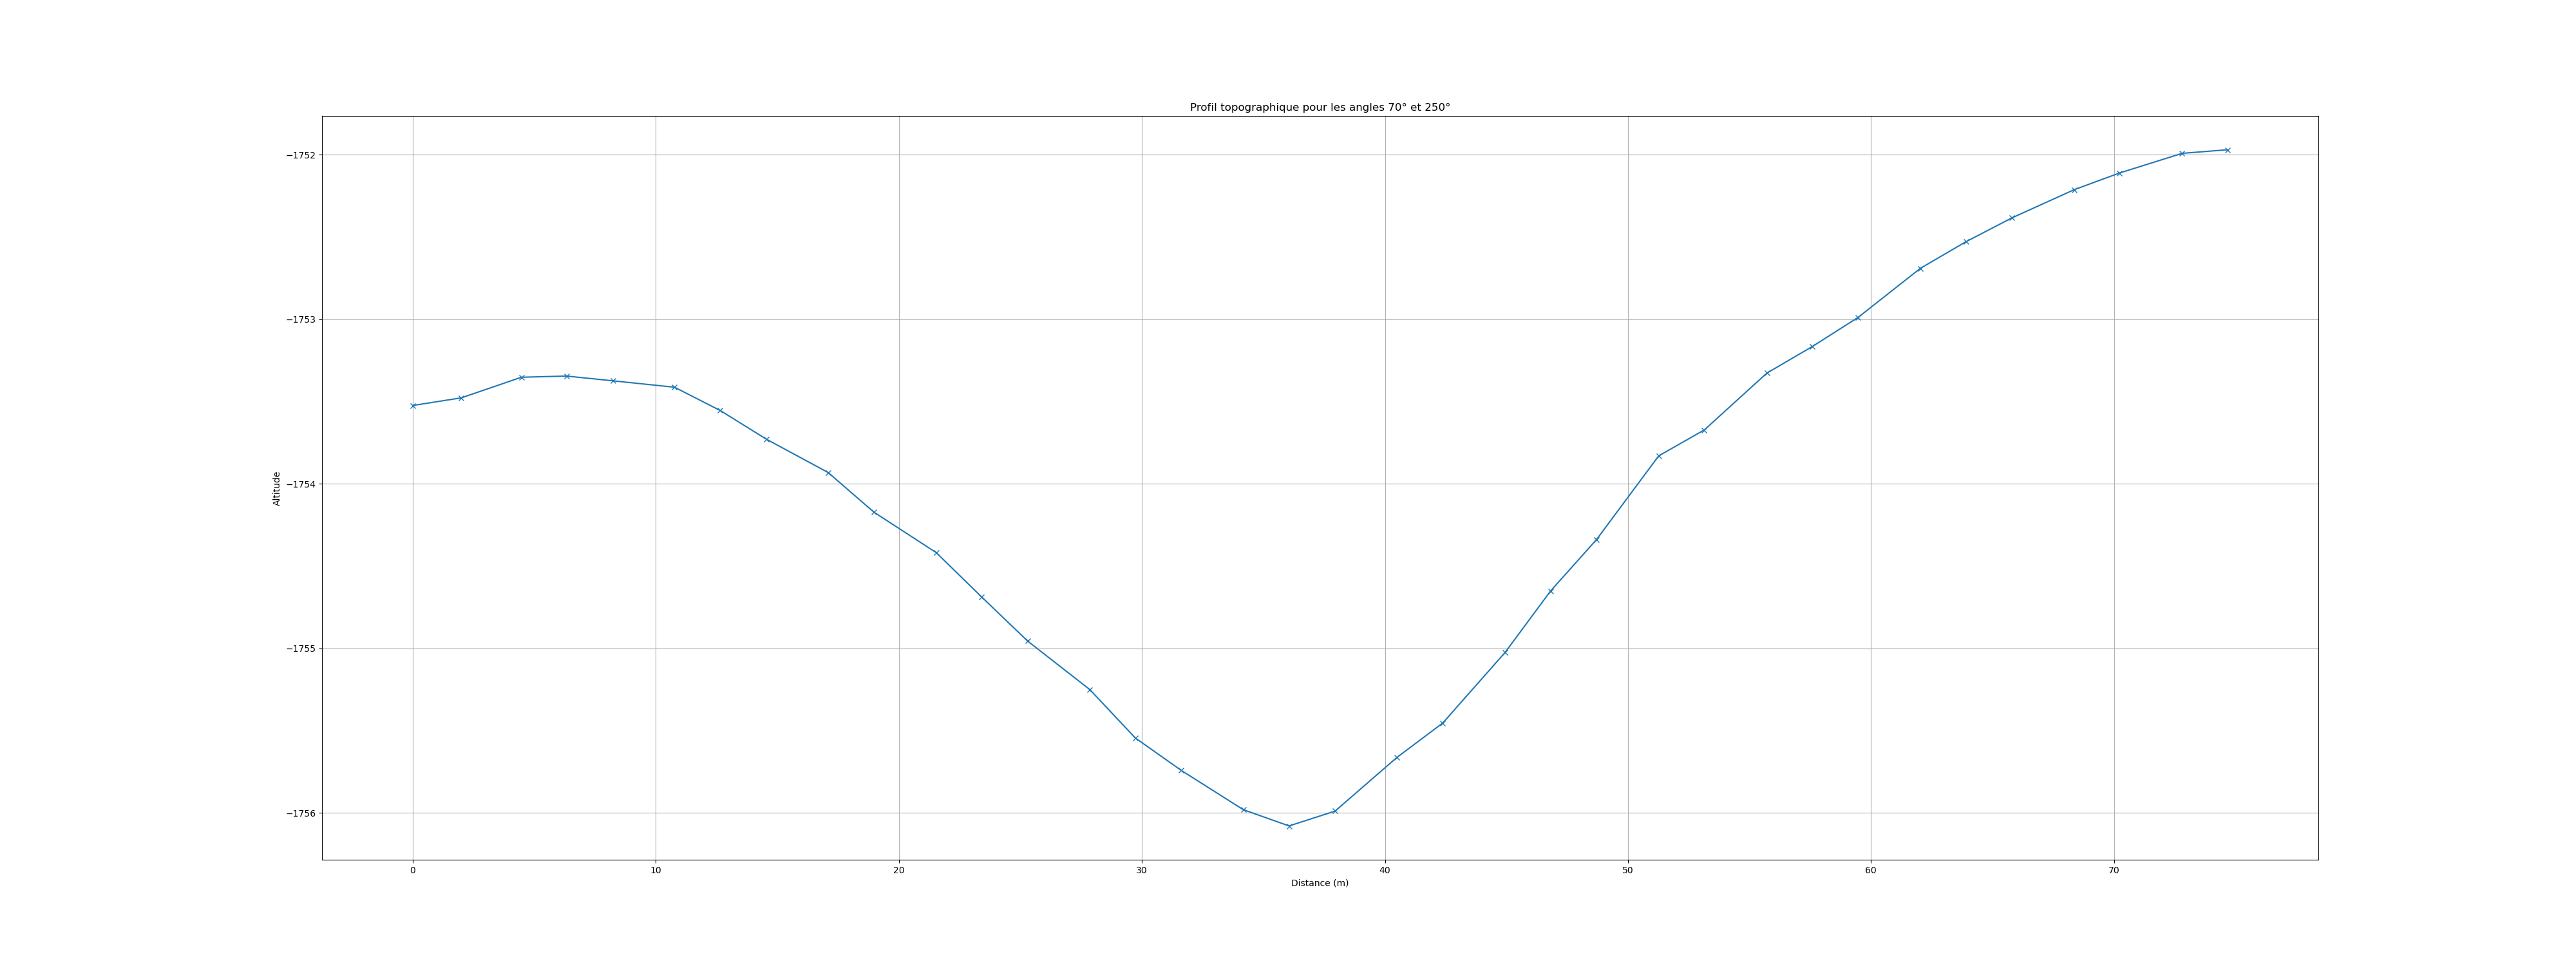 Profil topographique pour les angles 70° et 250°
Altitude
−1752
−1753
−1754
−1755
−1756
0 10 20 30 40 50 60 70
Distance (m)